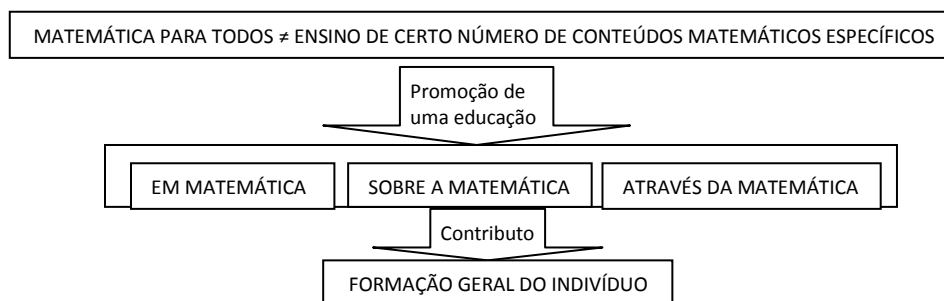 MATEMÁTICA PARA TODOS ≠ ENSINO DE CERTO NÚMERO DE CONTEÚDOS MATEMÁTICOS ESPECÍFICOS
Promoção de
uma educação
EM MATEMÁTICA SOBRE A MATEMÁTICA ATRAVÉS DA MATEMÁTICA
Contributo
FORMAÇÃO GERAL DO INDIVÍDUO